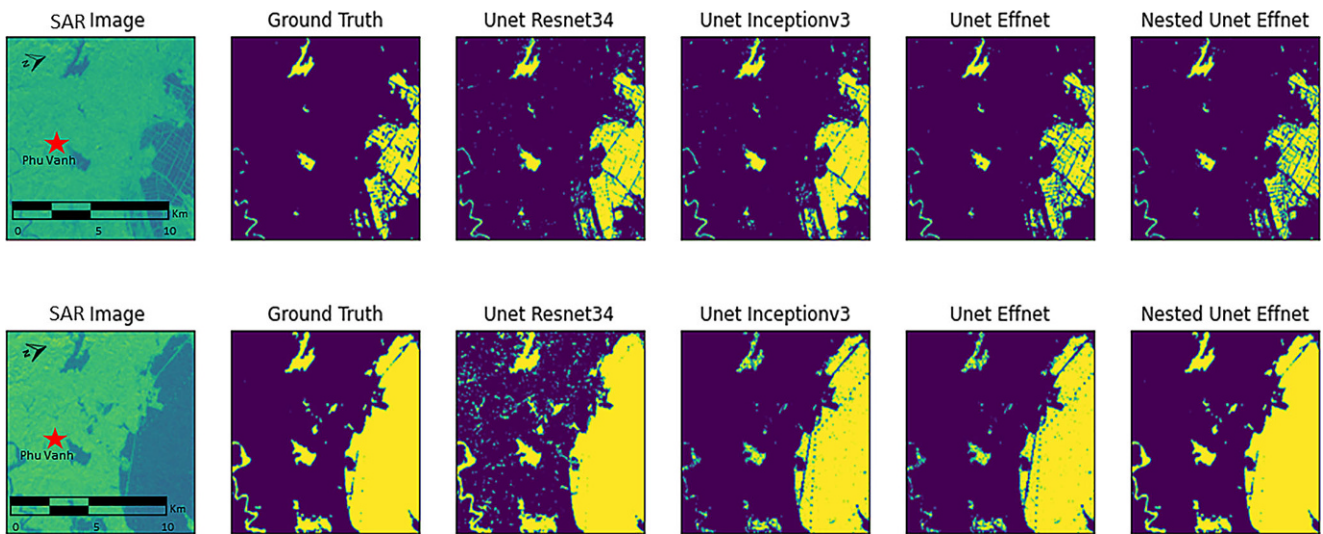 SAR Image Ground Truth Unet Resnet34 Unet Inceptionv3 Unet Effnet Nested Unet Effnet
N
Phu Vanh
Km
0 5 10
SAR Image Ground Truth Unet Resnet34 Unet Inceptionv3 Unet Effnet Nested Unet Effnet
N
Phu Vanh
Km
0 5 10